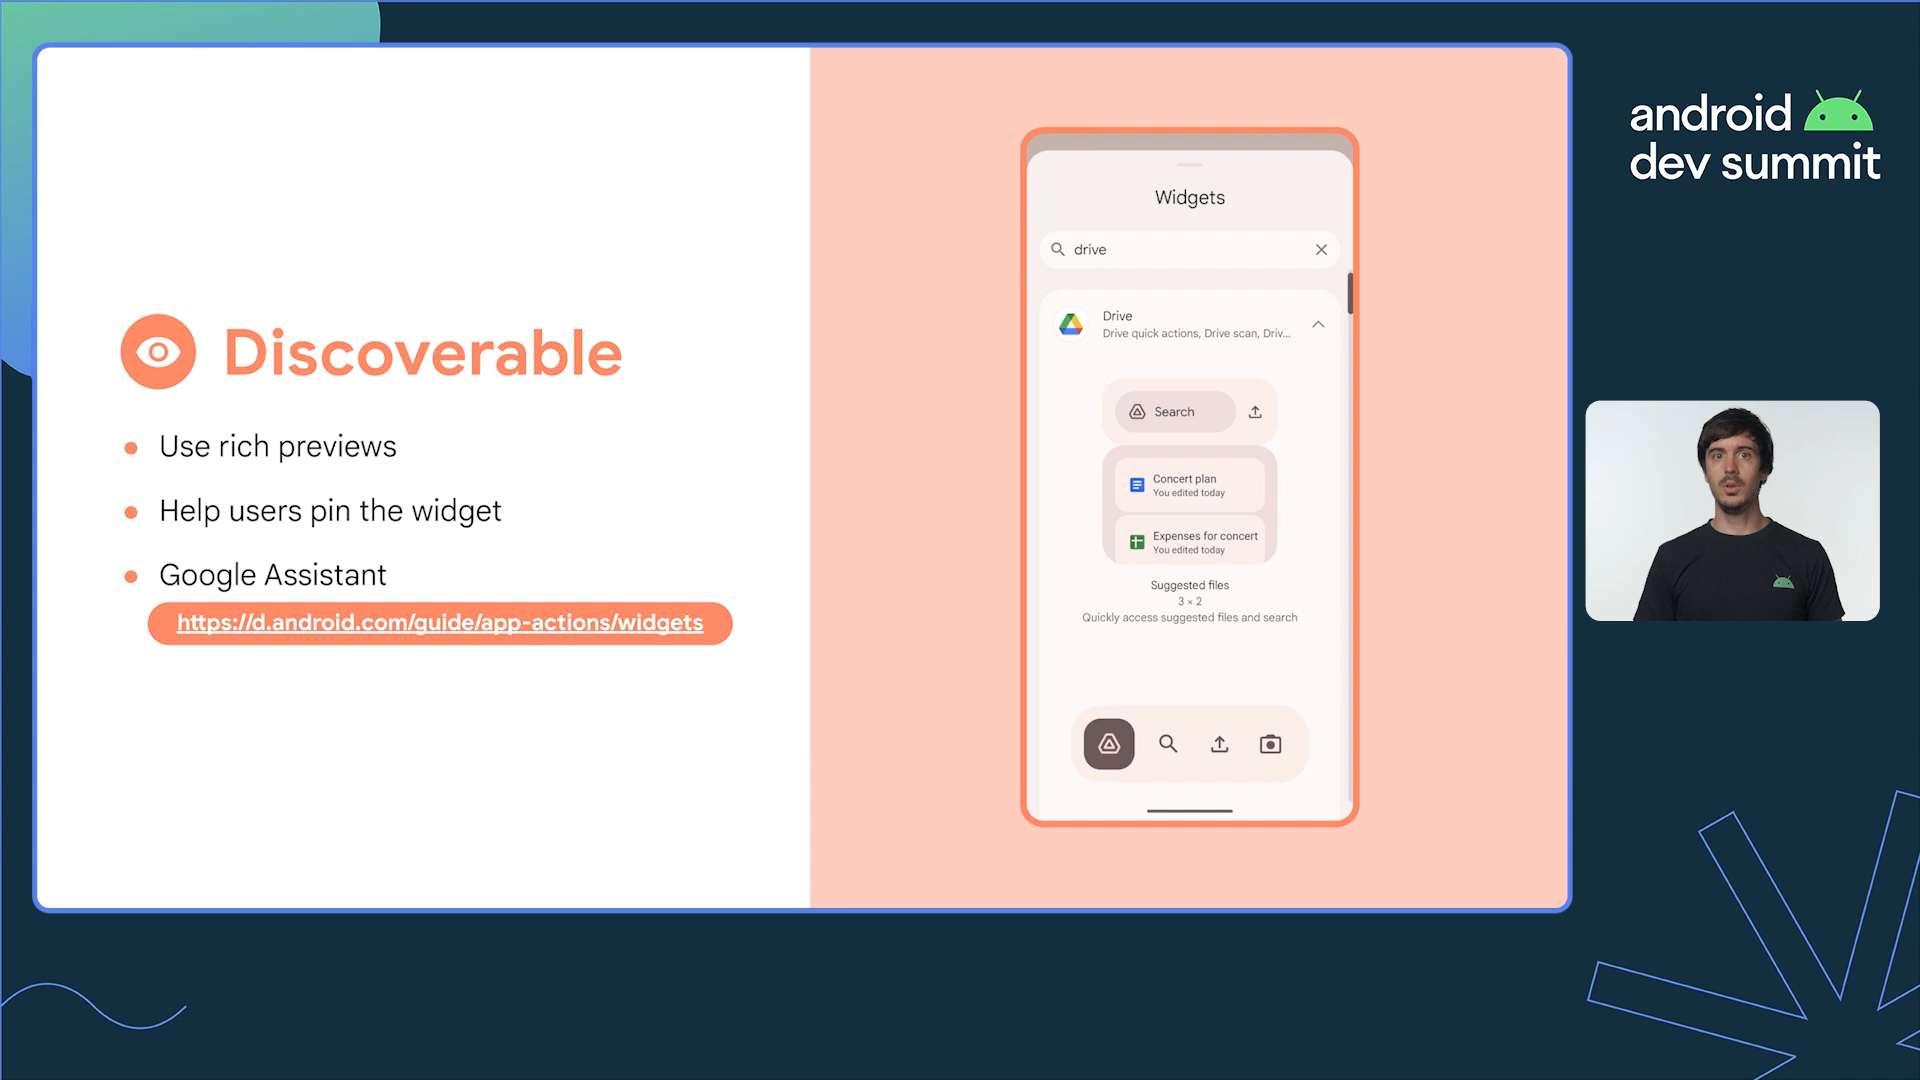 Discoverable
Use rich previews
Help users pin the widget
Google Assistant
https://d.android.com/guide/app-actions/widgets
Widgets
drive
Drive
Drive quick actions, Drive scan, Driv...
Search
Concert plan
You edited today
Expenses for concert
You edited today
Suggested files
3 × 2
Quickly access suggested files and search
android
dev summit